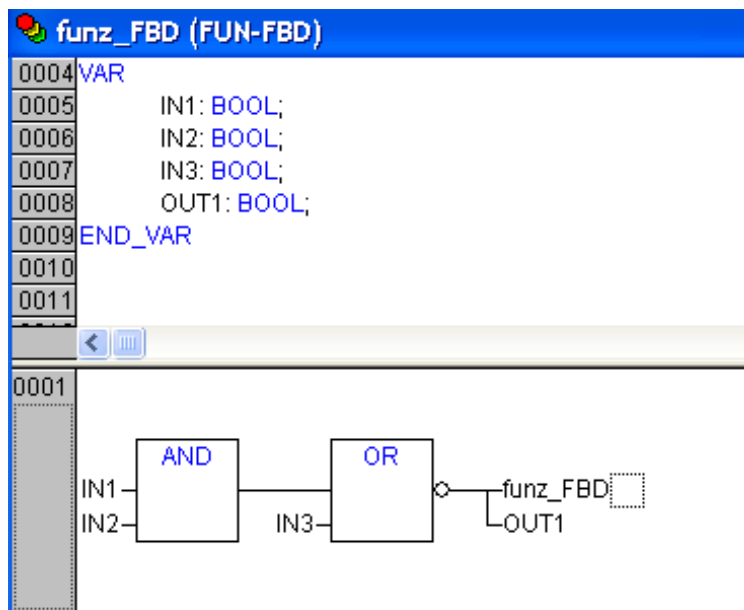 funz_FBD (FUN-FBD)
0004 VAR
0005 IN1: BOOL;
0006 IN2: BOOL;
0007 IN3: BOOL;
0008 OUT1: BOOL;
0009 END_VAR
0010
0011
0001
AND OR
IN1 funz_FBD
IN2 IN3 OUT1